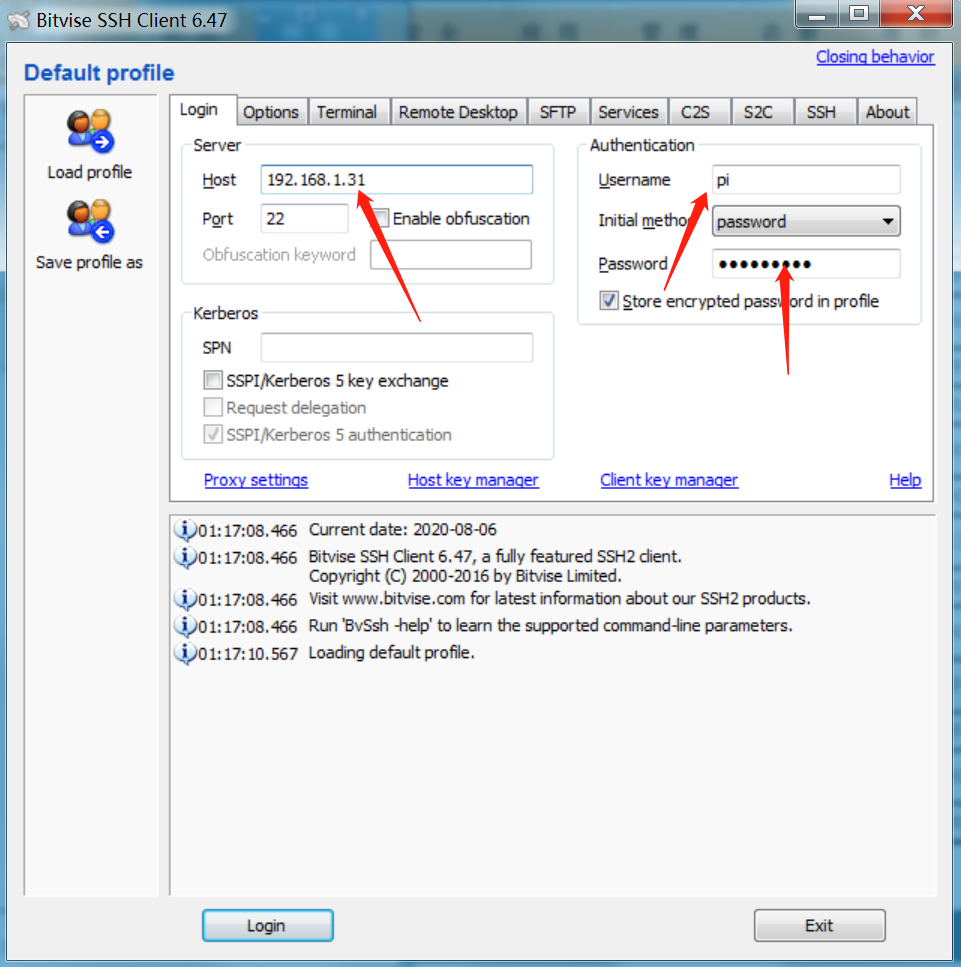 Bitvise SSH Client 6.47
Closing behavior
Default profile
Load profile
Save profile as
Login Options Terminal Remote Desktop SFTP Services C2S S2C SSH About
Server
Host 192.168.1.31
Port 22 Enable obfuscation
Obfuscation keyword
Kerberos
SPN
SSPI/Kerberos 5 key exchange
Request delegation
SSPI/Kerberos 5 authentication
Authentication
Username pi
Initial method password
Password •••••••••
Store encrypted password in profile
Proxy settings Host key manager Client key manager Help
01:17:08.466 Current date: 2020-08-06
01:17:08.466 Bitvise SSH Client 6.47, a fully featured SSH2 client.
Copyright (C) 2000-2016 by Bitvise Limited.
01:17:08.466 Visit www.bitvise.com for latest information about our SSH2 products.
01:17:08.466 Run 'BvSsh -help' to learn the supported command-line parameters.
01:17:10.567 Loading default profile.
Login Exit